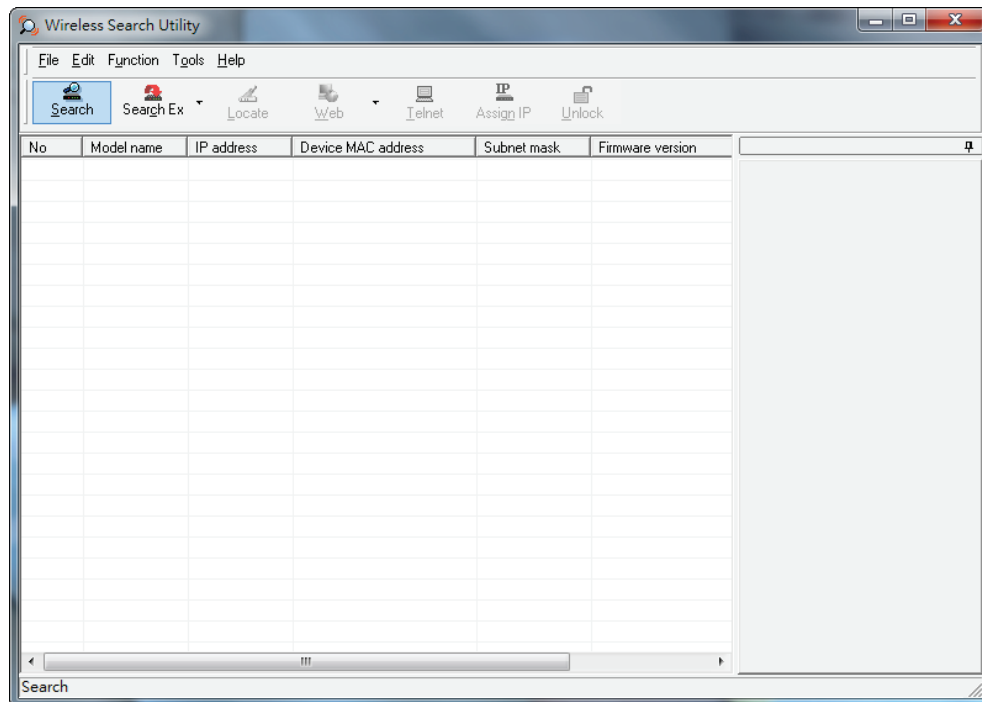 Wireless Search Utility
File Edit Function Tools Help
Search Search Ex Locate Web Telnet IP Assign IP Unlock
No Model name IP address Device MAC address Subnet mask Firmware version
Search